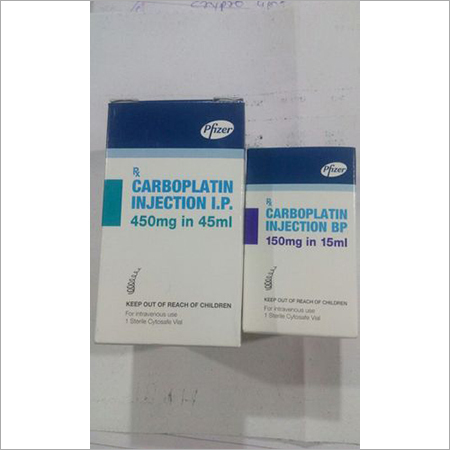 Pfizer
Rx
CARBOPLATIN
INJECTION I.P.
450mg in 45ml
KEEP OUT OF REACH OF CHILDREN
For intravenous use
1 Sterile Cytosafe Vial
Pfizer
Rx
CARBOPLATIN
INJECTION BP
150mg in 15ml
KEEP OUT OF REACH OF CHILDREN
For intravenous use
1 Sterile Cytosafe Vial